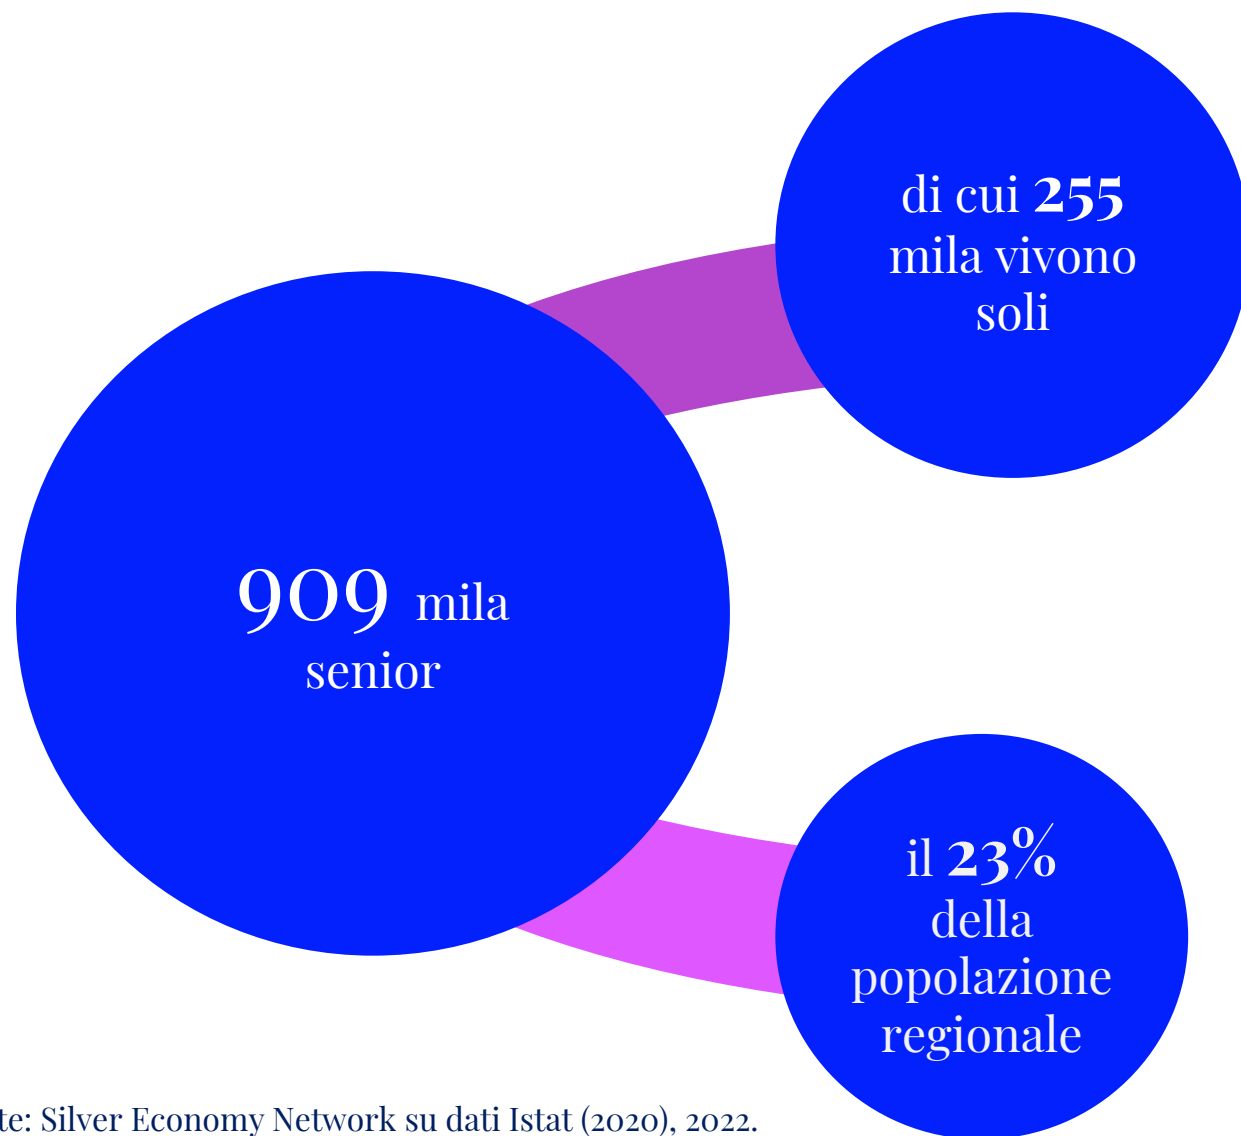 di cui 255
mila vivono
soli
909 mila
senior
il 23%
della
popolazione
regionale
te: Silver Economy Network su dati Istat (2020), 2022.